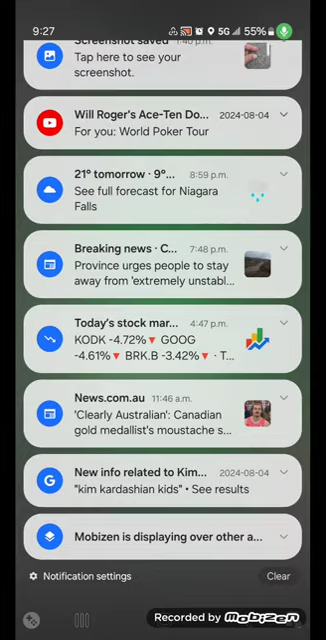 9:27 5G 55%
Screenshot saved 1:40 p.m.
Tap here to see your
screenshot.
Will Roger's Ace-Ten Do... 2024-08-04
For you: World Poker Tour
21° tomorrow · 9°... 8:59 p.m.
See full forecast for Niagara
Falls
Breaking news · C... 7:48 p.m.
Province urges people to stay
away from 'extremely unstabl...
Today's stock mar... 4:47 p.m.
KODK -4.72%▼ GOOG
-4.61%▼ BRK.B -3.42%▼ · T...
News.com.au 11:46 a.m.
'Clearly Australian': Canadian
gold medallist's moustache s...
New info related to Kim... 2024-08-04
"kim kardashian kids" • See results
Mobizen is displaying over other a...
Notification settings Clear
Recorded by mobizen